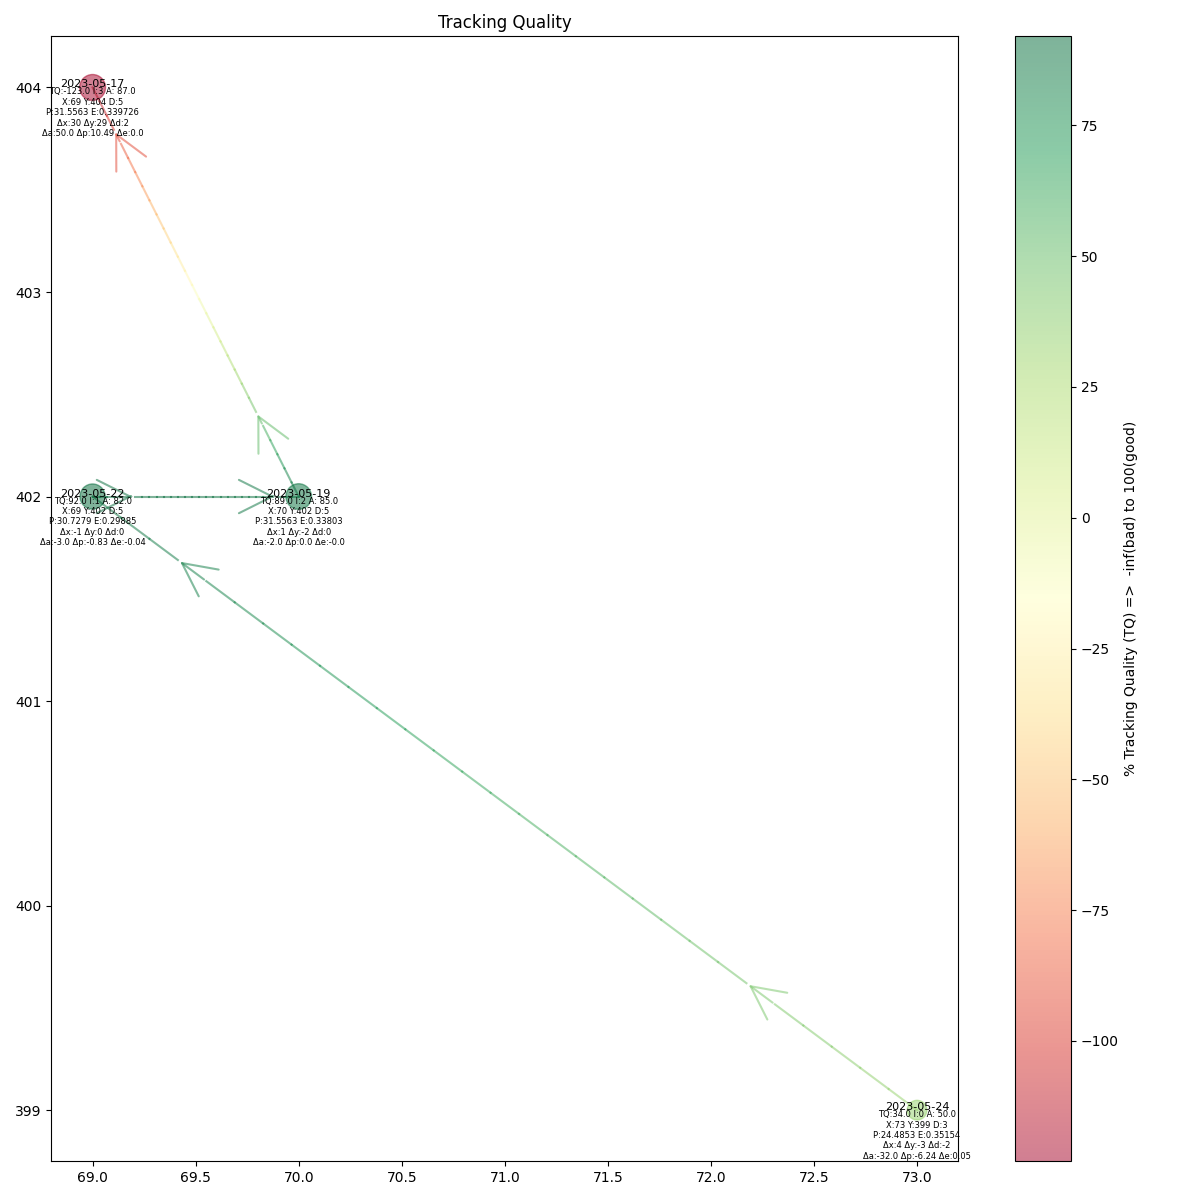 Tracking Quality
404
403
402
401
400
399
2023-05-17
TQ:-123.0 I:3 A: 87.0
X:69 Y:404 D:5
P:31.5563 E:0.339726
Δx:30 Δy:29 Δd:2
Δa:50.0 Δp:10.49 Δe:0.0
2023-05-22
TQ:92.0 I:1 A: 82.0
X:69 Y:402 D:5
P:30.7279 E:0.29885
Δx:-1 Δy:0 Δd:0
Δa:-3.0 Δp:-0.83 Δe:-0.04
2023-05-19
TQ:89.0 I:2 A: 85.0
X:70 Y:402 D:5
P:31.5563 E:0.33803
Δx:1 Δy:-2 Δd:0
Δa:-2.0 Δp:0.0 Δe:-0.0
2023-05-24
TQ:34.0 I:0 A: 50.0
X:73 Y:399 D:3
P:24.4853 E:0.35154
Δx:4 Δy:-3 Δd:-2
Δa:-32.0 Δp:-6.24 Δe:0.05
69.0 69.5 70.0 70.5 71.0 71.5 72.0 72.5 73.0
75
50
25
0
−25
−50
−75
−100
% Tracking Quality (TQ) => -inf(bad) to 100(good)